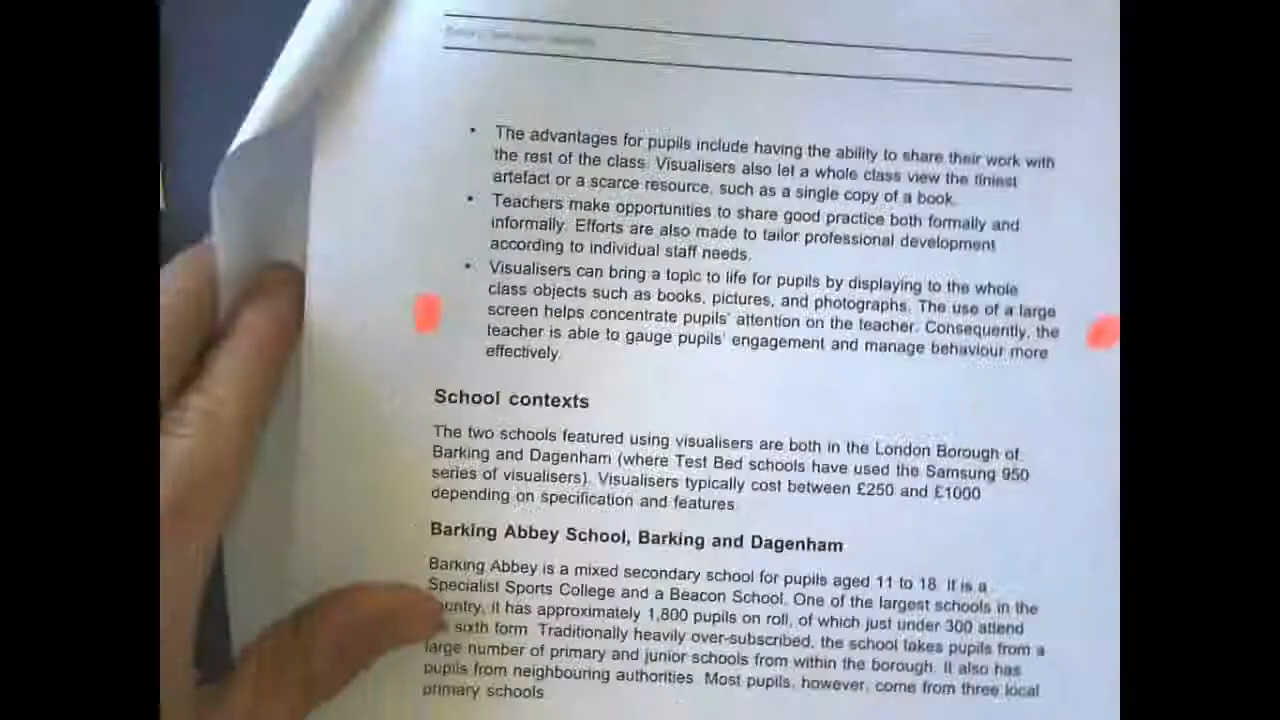 • The advantages for pupils include having the ability to share their work with
the rest of the class. Visualisers also let a whole class view the tiniest
artefact or a scarce resource, such as a single copy of a book.
• Teachers make opportunities to share good practice both formally and
informally. Efforts are also made to tailor professional development
according to individual staff needs.
• Visualisers can bring a topic to life for pupils by displaying to the whole
class objects such as books, pictures, and photographs. The use of a large
screen helps concentrate pupils' attention on the teacher. Consequently, the
teacher is able to gauge pupils' engagement and manage behaviour more
effectively.
School contexts
The two schools featured using visualisers are both in the London Borough of
Barking and Dagenham (where Test Bed schools have used the Samsung 950
series of visualisers). Visualisers typically cost between £250 and £1000
depending on specification and features.
Barking Abbey School, Barking and Dagenham
Barking Abbey is a mixed secondary school for pupils aged 11 to 18. It is a
Specialist Sports College and a Beacon School. One of the largest schools in the
country, it has approximately 1,800 pupils on roll, of which just under 300 attend
sixth form. Traditionally heavily over-subscribed, the school takes pupils from a
large number of primary and junior schools from within the borough. It also has
pupils from neighbouring authorities. Most pupils, however, come from three local
primary schools.